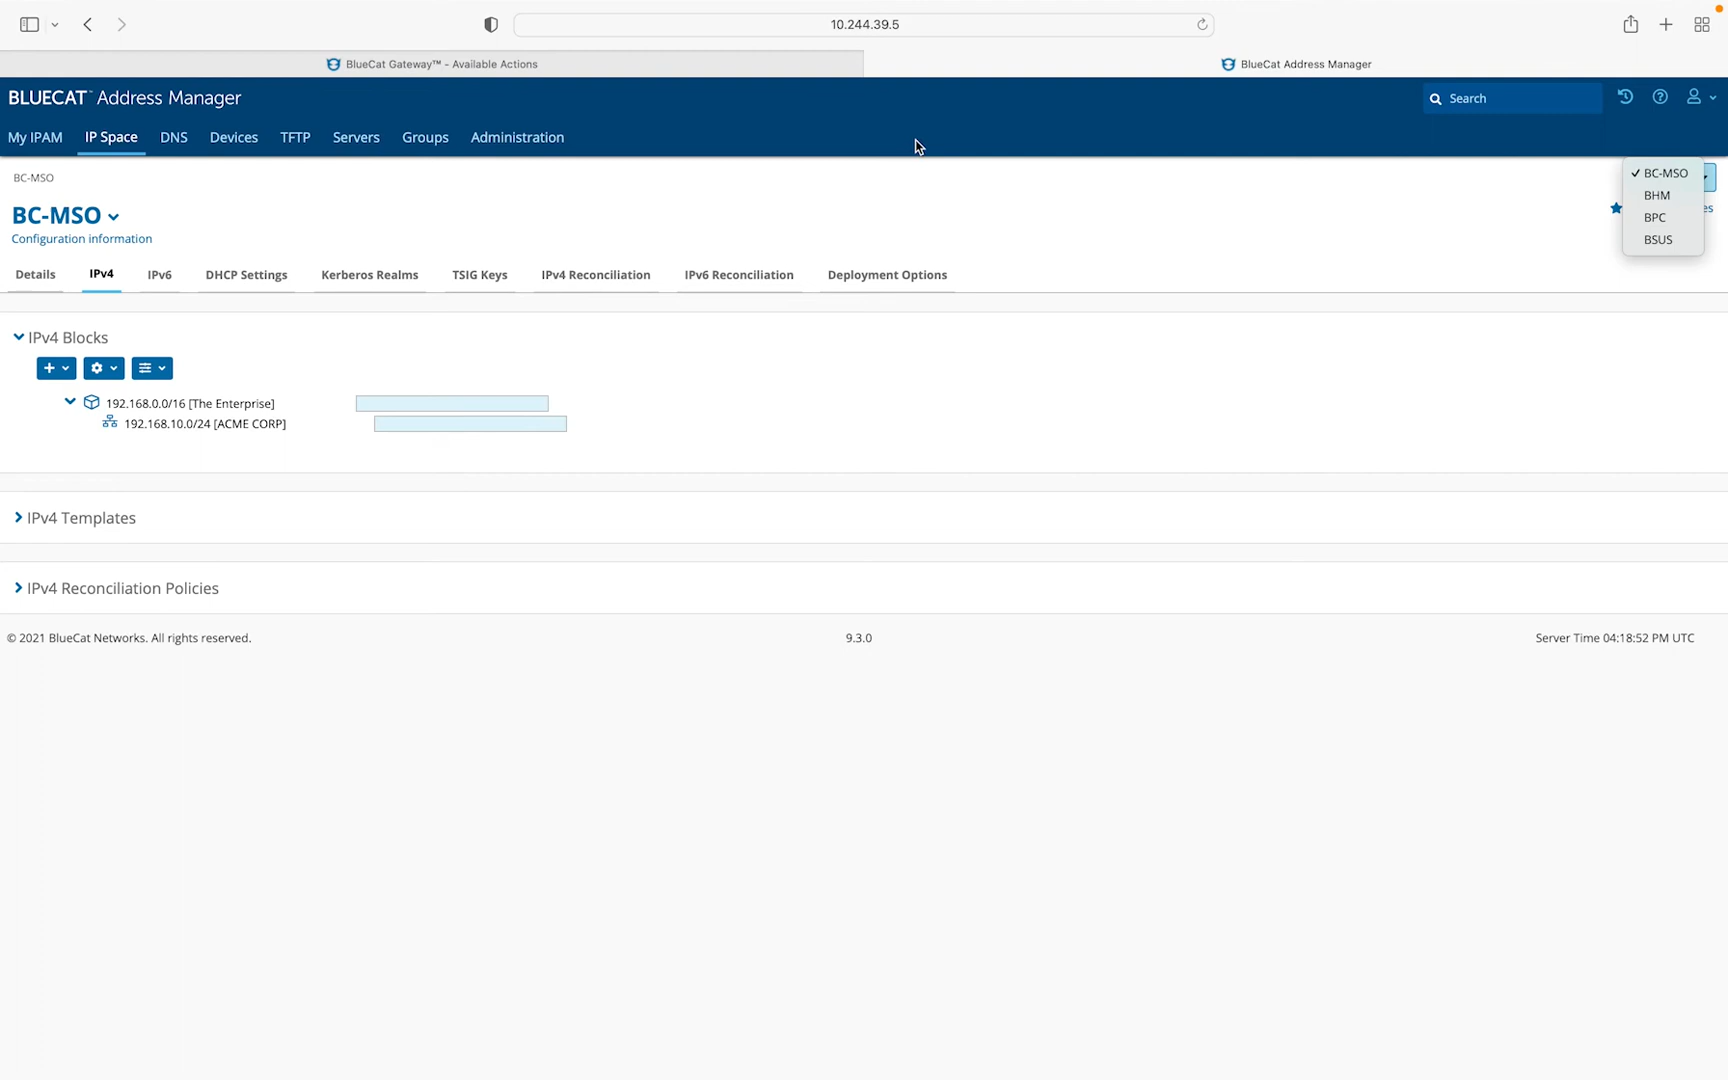 10.244.39.5
BlueCat Gateway™ - Available Actions
BlueCat Address Manager
BLUECAT™ Address Manager
Search
My IPAM IP Space DNS Devices TFTP Servers Groups Administration
BC-MSO
✓ BC-MSO
BHM
BPC
BSUS
BC-MSO
Configuration information
Details IPv4 IPv6 DHCP Settings Kerberos Realms TSIG Keys IPv4 Reconciliation IPv6 Reconciliation Deployment Options
IPv4 Blocks
192.168.0.0/16 [The Enterprise]
192.168.10.0/24 [ACME CORP]
IPv4 Templates
IPv4 Reconciliation Policies
© 2021 BlueCat Networks. All rights reserved. 9.3.0 Server Time 04:18:52 PM UTC